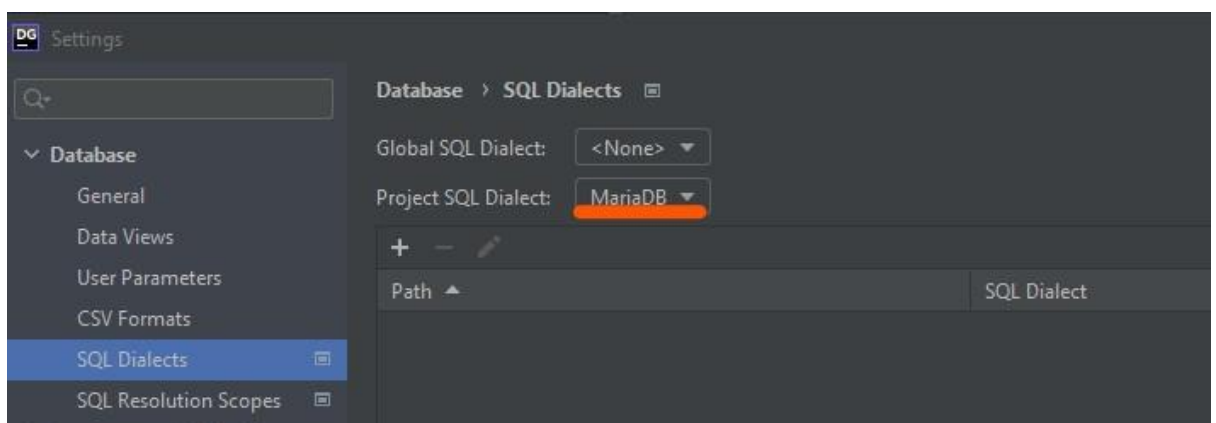 DG Settings
Database › SQL Dialects
Global SQL Dialect: <None>
Project SQL Dialect: MariaDB
Database
General
Data Views
User Parameters
CSV Formats
SQL Dialects
SQL Resolution Scopes
Path
SQL Dialect